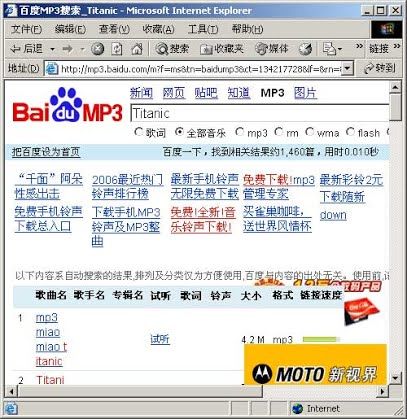 百度MP3搜索_Titanic - Microsoft Internet Explorer
文件(F) 编辑(E) 查看(V) 收藏(A) 工具(T) 帮助(H)
后退 搜索 收藏夹 媒体 » 链接 »
地址(D) http://mp3.baidu.com/m?f=ms&tn=baidump3&ct=134217728&lf=&rn= 转到
新闻 网页 贴吧 知道 MP3 图片
Bai du MP3
Titanic
歌词 全部音乐 mp3 rm wma flash
把百度设为首页 百度一下，找到相关结果约1,460篇，用时0.010秒
“千面”阿朵 2006最近热门 最新手机铃声 免费下载!mp3 最新彩铃2元
性感出击 铃声排行榜 无限免费下载 管理专家 下载随新
免费手机铃声 下载手机MP3 免费!全新!音 买雀巢咖啡， down
下载总入口 铃声及MP3整 乐铃声下载! 送世界风情杯
曲
以下内容系自动搜索的结果,排列及分类仅为方便使用,百度与内容的出处无关。使用前,
歌曲名 歌手名 专辑名 试听 歌词 铃声 大小 格式 链接速度
1 mp3
miao
miao t 试听 4.2 M mp3
itanic
MOTO 新视界
2 Titani
Internet